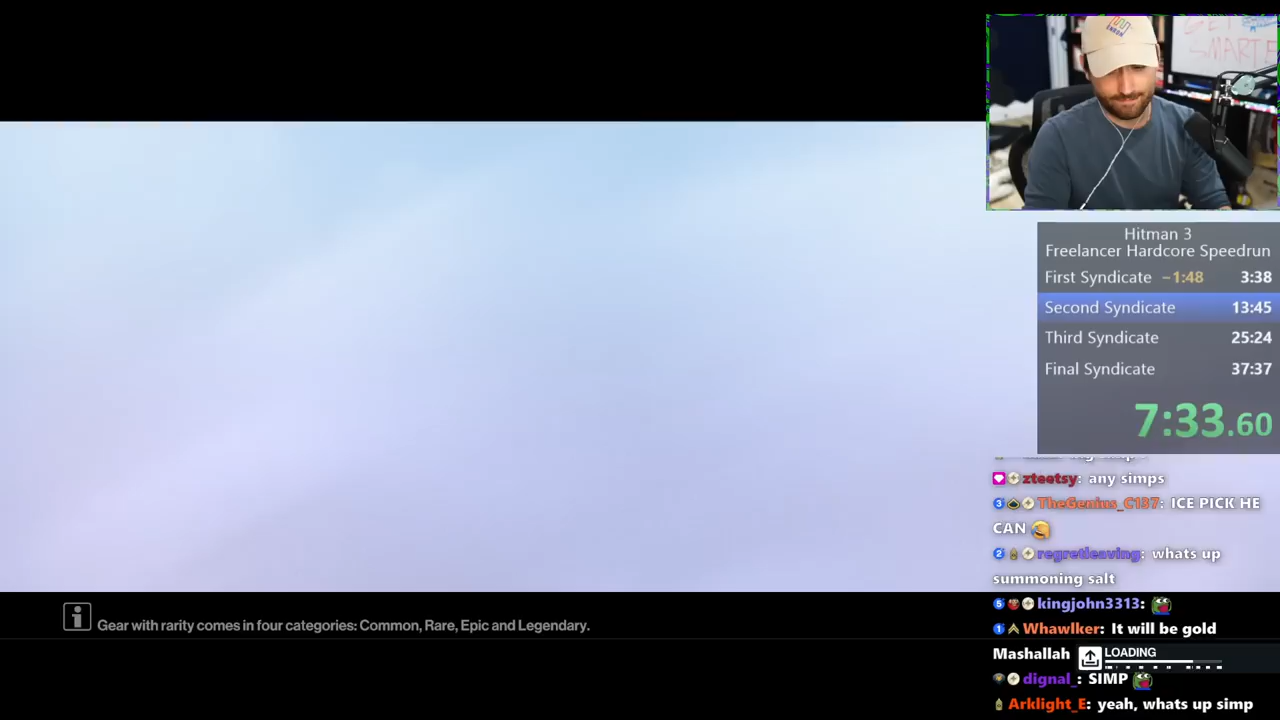 GET
SMART
Hitman 3
Freelancer Hardcore Speedrun
First Syndicate -1:48 3:38
Second Syndicate 13:45
Third Syndicate 25:24
Final Syndicate 37:37
7:33.60
zteetsy: any simps
TheGenius_C137: ICE PICK HE
CAN
regretleaving: whats up
summoning salt
kingjohn3313:
Whawlker: It will be gold
Mashallah
LOADING
dignal_: SIMP
Arklight_E: yeah, whats up simp
Gear with rarity comes in four categories: Common, Rare, Epic and Legendary.